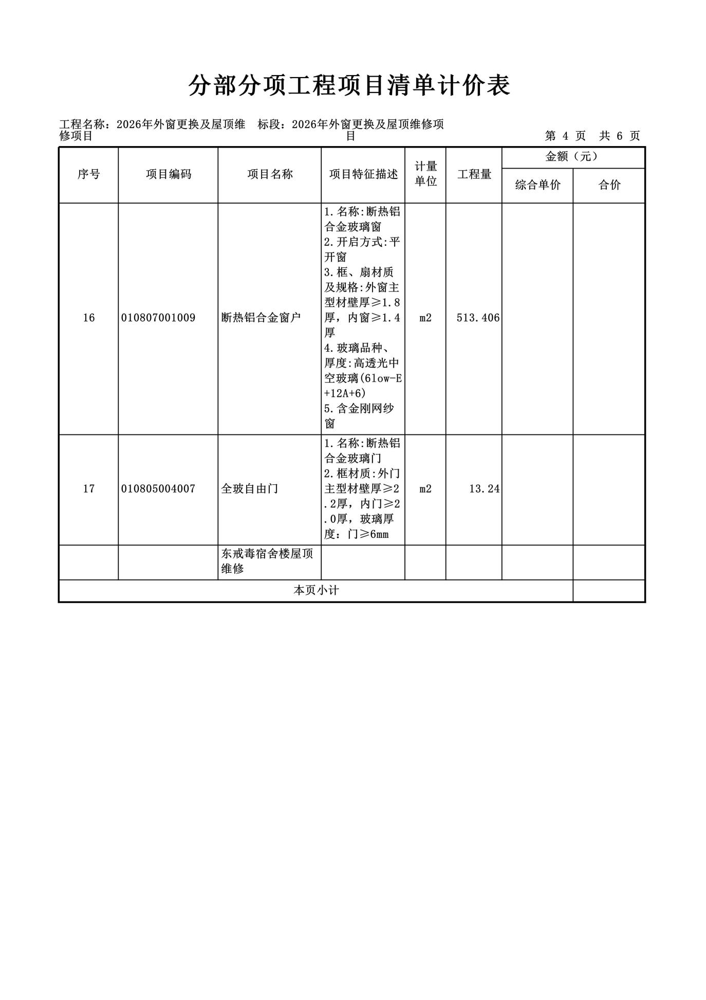 分部分项工程项目清单计价表
工程名称：2026年外窗更换及屋顶维
修项目
标段：2026年外窗更换及屋顶维修项
目
第 4 页 共 6 页
序号
项目编码
项目名称
项目特征描述
计量
单位
工程量
金额（元）
综合单价
合价
16
010807001009
断热铝合金窗户
1.名称:断热铝
合金玻璃窗
2.开启方式:平
开窗
3.框、扇材质
及规格:外窗主
型材壁厚≥1.8
厚，内窗≥1.4
厚
4.玻璃品种、
厚度:高透光中
空玻璃(6low-E
+12A+6)
5.含金刚网纱
窗
m2
513.406
17
010805004007
全玻自由门
1.名称:断热铝
合金玻璃门
2.框材质:外门
主型材壁厚≥2
.2厚，内门≥2
.0厚，玻璃厚
度：门≥6mm
m2
13.24
东戒毒宿舍楼屋顶
维修
本页小计